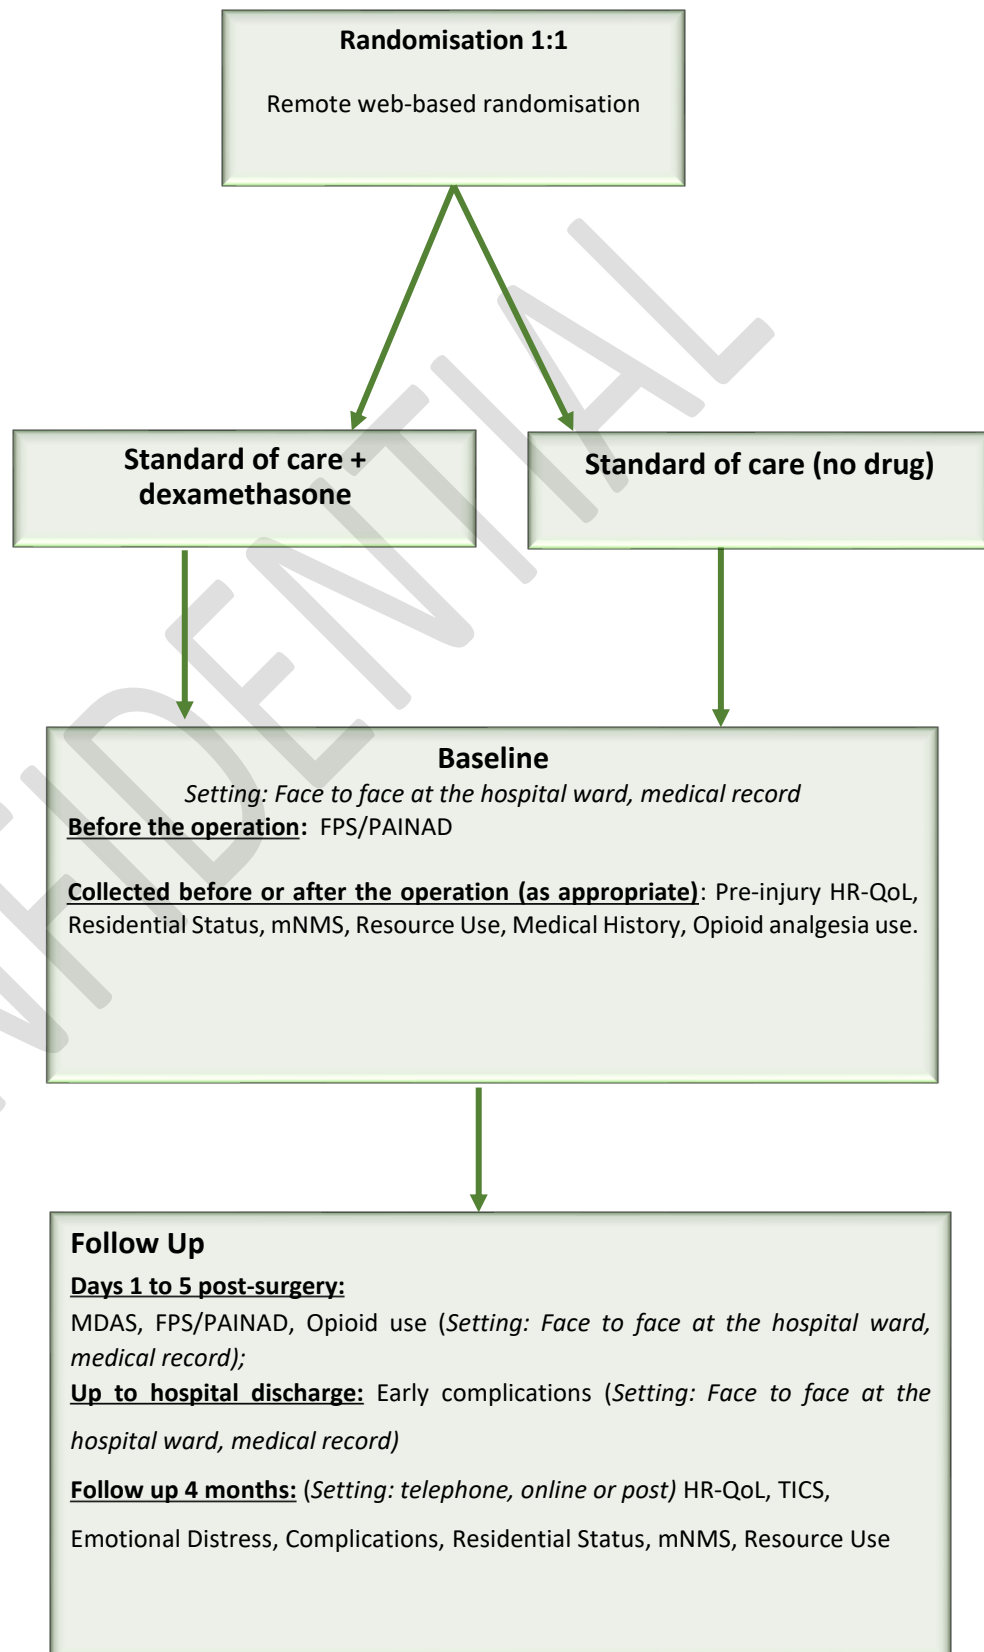 Randomisation 1:1
Remote web-based randomisation
Standard of care +
dexamethasone
Standard of care (no drug)
Baseline
Setting: Face to face at the hospital ward, medical record
Before the operation: FPS/PAINAD
Collected before or after the operation (as appropriate): Pre-injury HR-QoL,
Residential Status, mNMS, Resource Use, Medical History, Opioid analgesia use.
Follow Up
Days 1 to 5 post-surgery:
MDAS, FPS/PAINAD, Opioid use (Setting: Face to face at the hospital ward,
medical record);
Up to hospital discharge: Early complications (Setting: Face to face at the
hospital ward, medical record)
Follow up 4 months: (Setting: telephone, online or post) HR-QoL, TICS,
Emotional Distress, Complications, Residential Status, mNMS, Resource Use
NFIDENTIAL